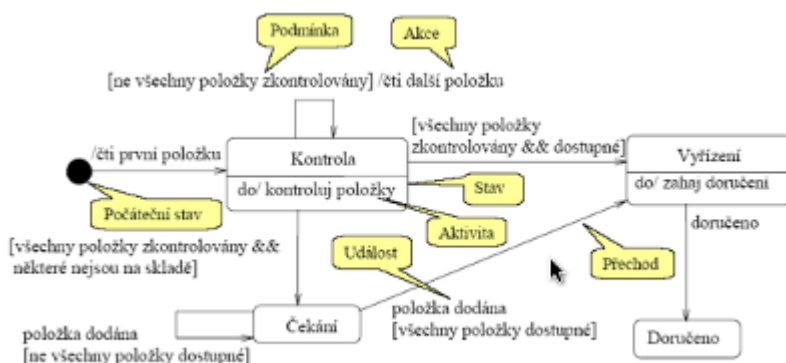 Podmínka
Akce
[ne všechny položky zkontrolovány] /čti další položku
[všechny položky
zkontrolovány && dostupné]
/čti první položku
Kontrola
Vyřízení
do/ kontroluj položky
Stav
do/ zahaj doručení
Počáteční stav
Aktivita
doručeno
[všechny položky zkontrolovány &&
některé nejsou na skladě]
Událost
Přechod
položka dodána
[všechny položky dostupné]
Čekání
položka dodána
[ne všechny položky dostupné]
Doručeno